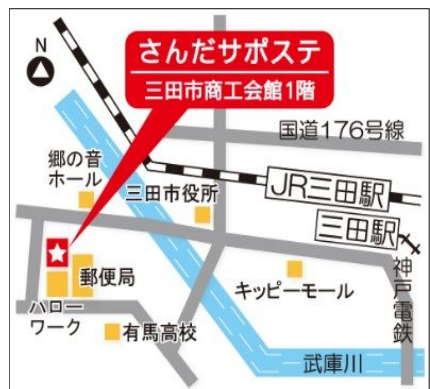 N
さんだサポステ
三田市商工会館1階
国道176号線
郷の音
ホール
三田市役所
JR三田駅
三田駅
神戸電鉄
郵便局
キッピーモール
ハロー
ワーク
有馬高校
武庫川